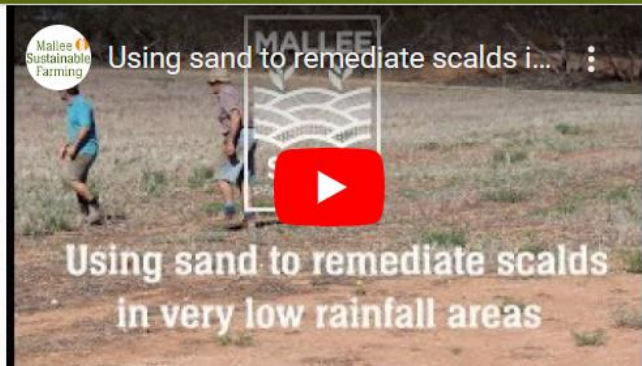 Mallee
Sustainable
Farming
Using sand to remediate scalds i...
MALLEE
Using sand to remediate scalds
in very low rainfall areas